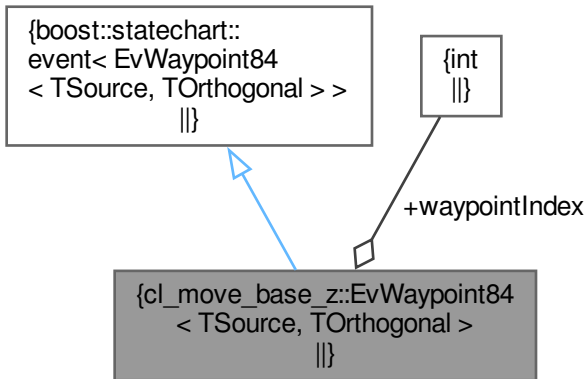 {boost::statechart::
event< EvWaypoint84
< TSource, TOrthogonal > >
||}
{int
||}
+waypointIndex
{cl_move_base_z::EvWaypoint84
< TSource, TOrthogonal >
||}